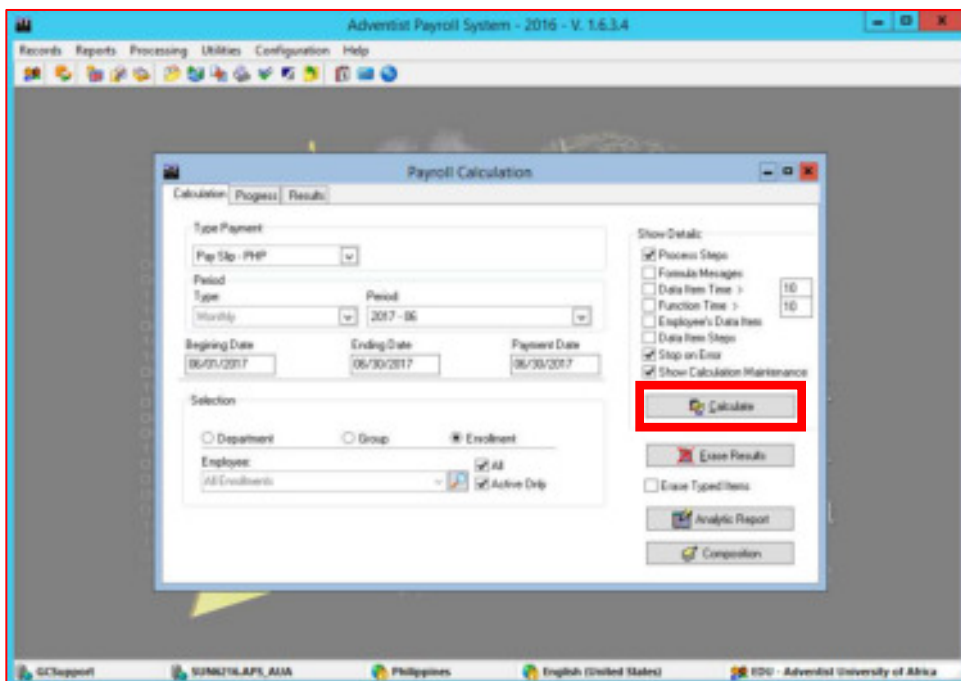 Adventist Payroll System - 2016 - V. 1.6.3.4
Records Reports Processing Utilities Configuration Help
Payroll Calculation
Calculation Progress Results
Type Payment
Pay Slip - PHP
Period
Type Period
Monthly 2017 - 06
Begining Date Ending Date Payment Date
06/01/2017 06/30/2017 06/30/2017
Selection
Department Group Enrollment
Employee: All
All Enrollments Active Only
Show Details:
Process Steps
Formula Mesages
Data Item Time > 10
Function Time > 10
Employee's Data Item
Data Item Steps
Stop on Error
Show Calculation Maintenance
Calculate
Erase Results
Erase Typed Items
Analytic Report
Composition
GCSupport SUN6216.APS_AUA Philippines English (United States) EDU - Adventist University of Africa